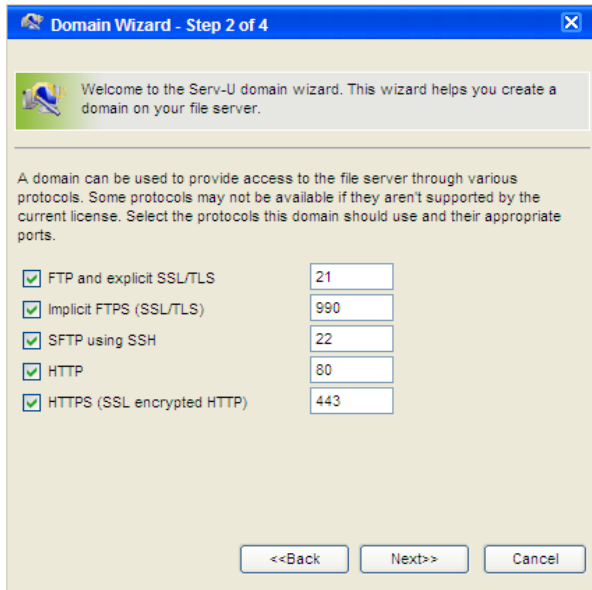 Domain Wizard - Step 2 of 4
Welcome to the Serv-U domain wizard. This wizard helps you create a
domain on your file server.
A domain can be used to provide access to the file server through various
protocols. Some protocols may not be available if they aren't supported by the
current license. Select the protocols this domain should use and their appropriate
ports.
FTP and explicit SSL/TLS 21
Implicit FTPS (SSL/TLS) 990
SFTP using SSH 22
HTTP 80
HTTPS (SSL encrypted HTTP) 443
<<Back Next>> Cancel